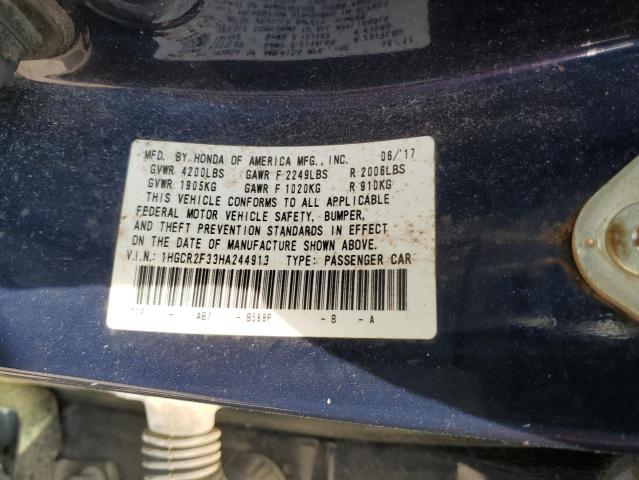 MFD. BY HONDA OF AMERICA MFG., INC. 06/'17
GVWR 4200LBS GAWR F 2249LBS R 2006LBS
GVWR 1905KG GAWR F 1020KG R 910KG
THIS VEHICLE CONFORMS TO ALL APPLICABLE
FEDERAL MOTOR VEHICLE SAFETY, BUMPER,
AND THEFT PREVENTION STANDARDS IN EFFECT
ON THE DATE OF MANUFACTURE SHOWN ABOVE.
V.I.N.: 1HGCR2F33HA244913 TYPE: PASSENGER CAR
- - B588P - B - A